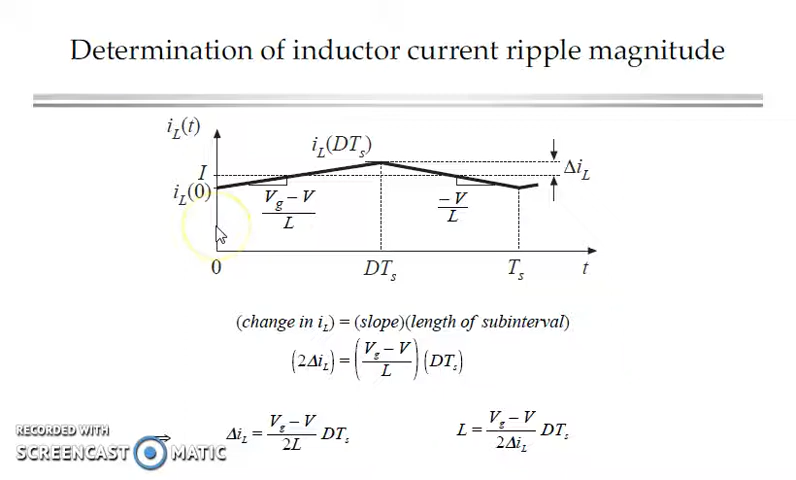 Determination of inductor current ripple magnitude
i_L(t)
i_L(DT_s)
I
Δi_L
i_L(0)
(V_g – V)/L
–V/L
0 DT_s T_s t
(change in i_L) = (slope)(length of subinterval)
(2Δi_L) = ((V_g – V)/L) (DT_s)
⇒ Δi_L = (V_g – V)/2L DT_s L = (V_g – V)/2Δi_L DT_s
RECORDED WITH
SCREENCAST MATIC